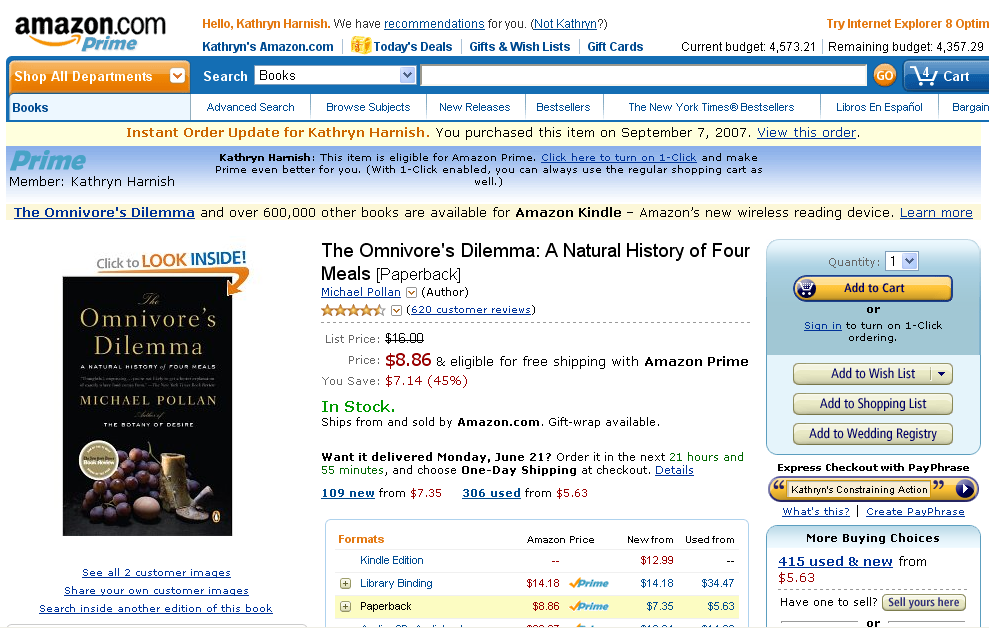 amazon.com
Prime
Hello, Kathryn Harnish. We have recommendations for you. (Not Kathryn?)
Try Internet Explorer 8 Optim
Kathryn's Amazon.com
Today's Deals
Gifts & Wish Lists
Gift Cards
Current budget: 4,573.21
Remaining budget: 4,357.29
Shop All Departments
Search
Books
GO
4
Cart
Books
Advanced Search
Browse Subjects
New Releases
Bestsellers
The New York Times® Bestsellers
Libros En Español
Bargain
Instant Order Update for Kathryn Harnish. You purchased this item on September 7, 2007. View this order.
Prime
Member: Kathryn Harnish
Kathryn Harnish: This item is eligible for Amazon Prime. Click here to turn on 1-Click and make
Prime even better for you. (With 1-Click enabled, you can always use the regular shopping cart as
well.)
The Omnivore's Dilemma and over 600,000 other books are available for Amazon Kindle – Amazon's new wireless reading device. Learn more
Click to LOOK INSIDE!
The
Omnivore's
Dilemma
A NATURAL HISTORY OF FOUR MEALS
MICHAEL POLLAN
Author of
THE BOTANY OF DESIRE
See all 2 customer images
Share your own customer images
Search inside another edition of this book
The Omnivore's Dilemma: A Natural History of Four
Meals [Paperback]
Michael Pollan (Author)
(620 customer reviews)
List Price: $16.00
Price: $8.86 & eligible for free shipping with Amazon Prime
You Save: $7.14 (45%)
In Stock.
Ships from and sold by Amazon.com. Gift-wrap available.
Want it delivered Monday, June 21? Order it in the next 21 hours and
55 minutes, and choose One-Day Shipping at checkout. Details
109 new from $7.35 306 used from $5.63
Formats Amazon Price New from Used from
Kindle Edition -- $12.99 --
Library Binding $14.18 Prime $14.18 $34.47
Paperback $8.86 Prime $7.35 $5.63
Quantity: 1
Add to Cart
or
Sign in to turn on 1-Click
ordering.
Add to Wish List
Add to Shopping List
Add to Wedding Registry
Express Checkout with PayPhrase
“Kathryn's Constraining Action”
What's this? | Create PayPhrase
More Buying Choices
415 used & new from
$5.63
Have one to sell? Sell yours here
or